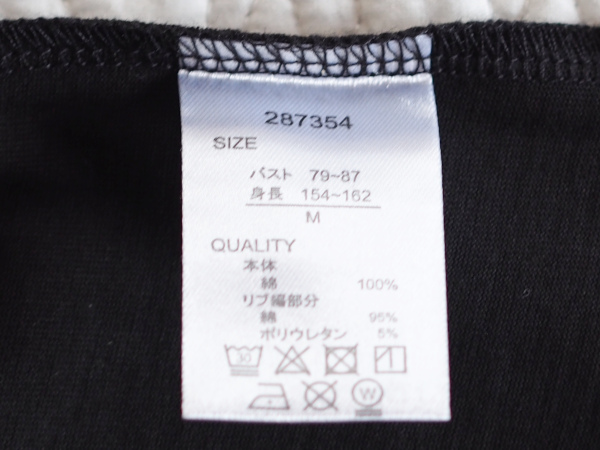 287354
SIZE
バスト 79~87
身長 154~162
M
QUALITY
本体
綿 100%
リブ編部分
綿 95%
ポリウレタン 5%
30
W